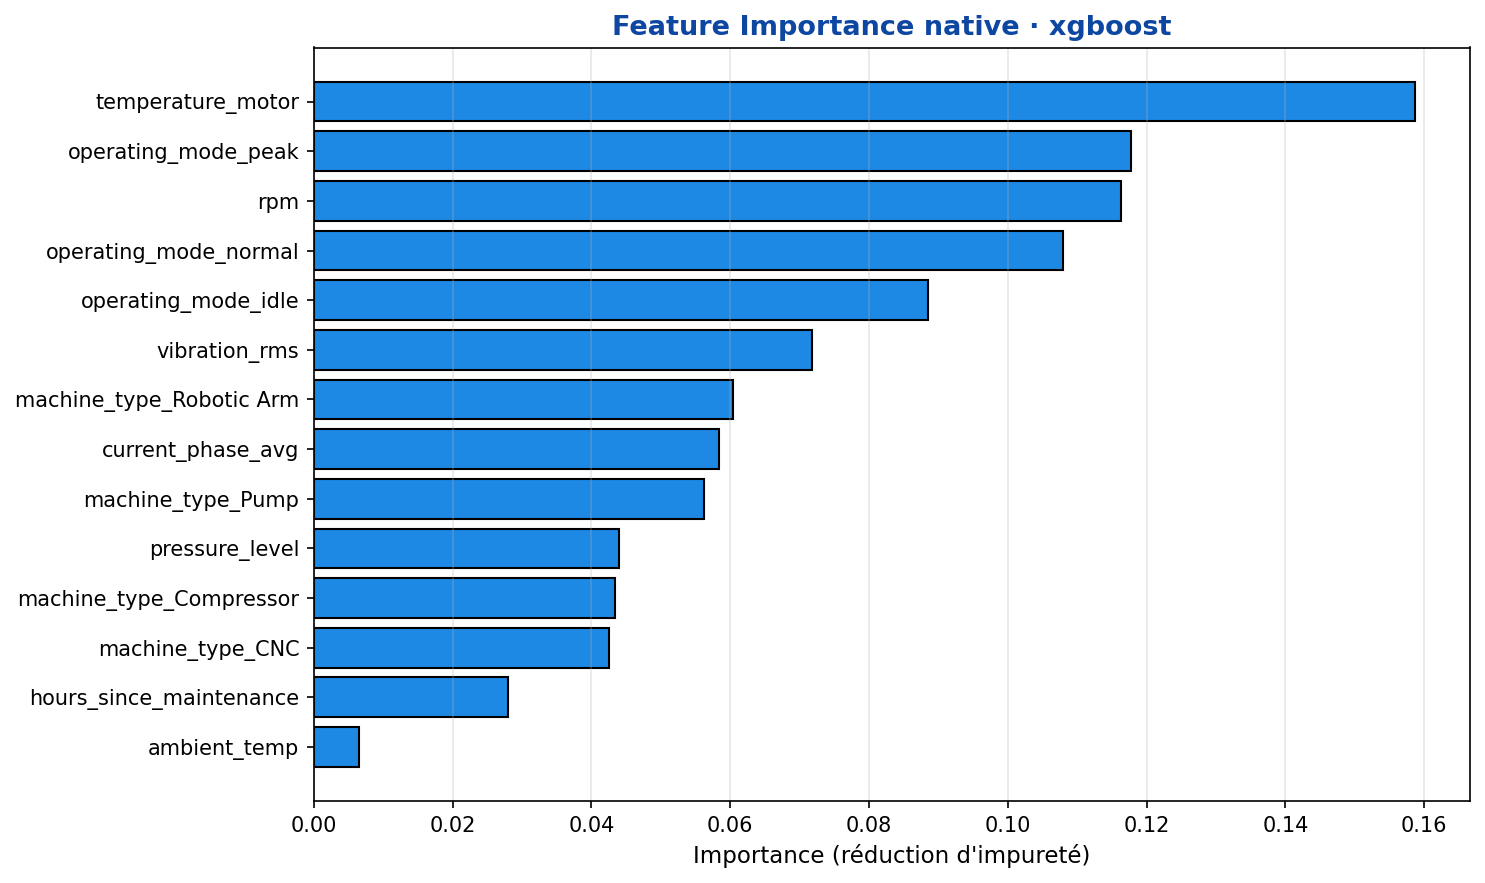 Feature Importance native · xgboost
temperature_motor
operating_mode_peak
rpm
operating_mode_normal
operating_mode_idle
vibration_rms
machine_type_Robotic Arm
current_phase_avg
machine_type_Pump
pressure_level
machine_type_Compressor
machine_type_CNC
hours_since_maintenance
ambient_temp
0.00 0.02 0.04 0.06 0.08 0.10 0.12 0.14 0.16
Importance (réduction d'impureté)